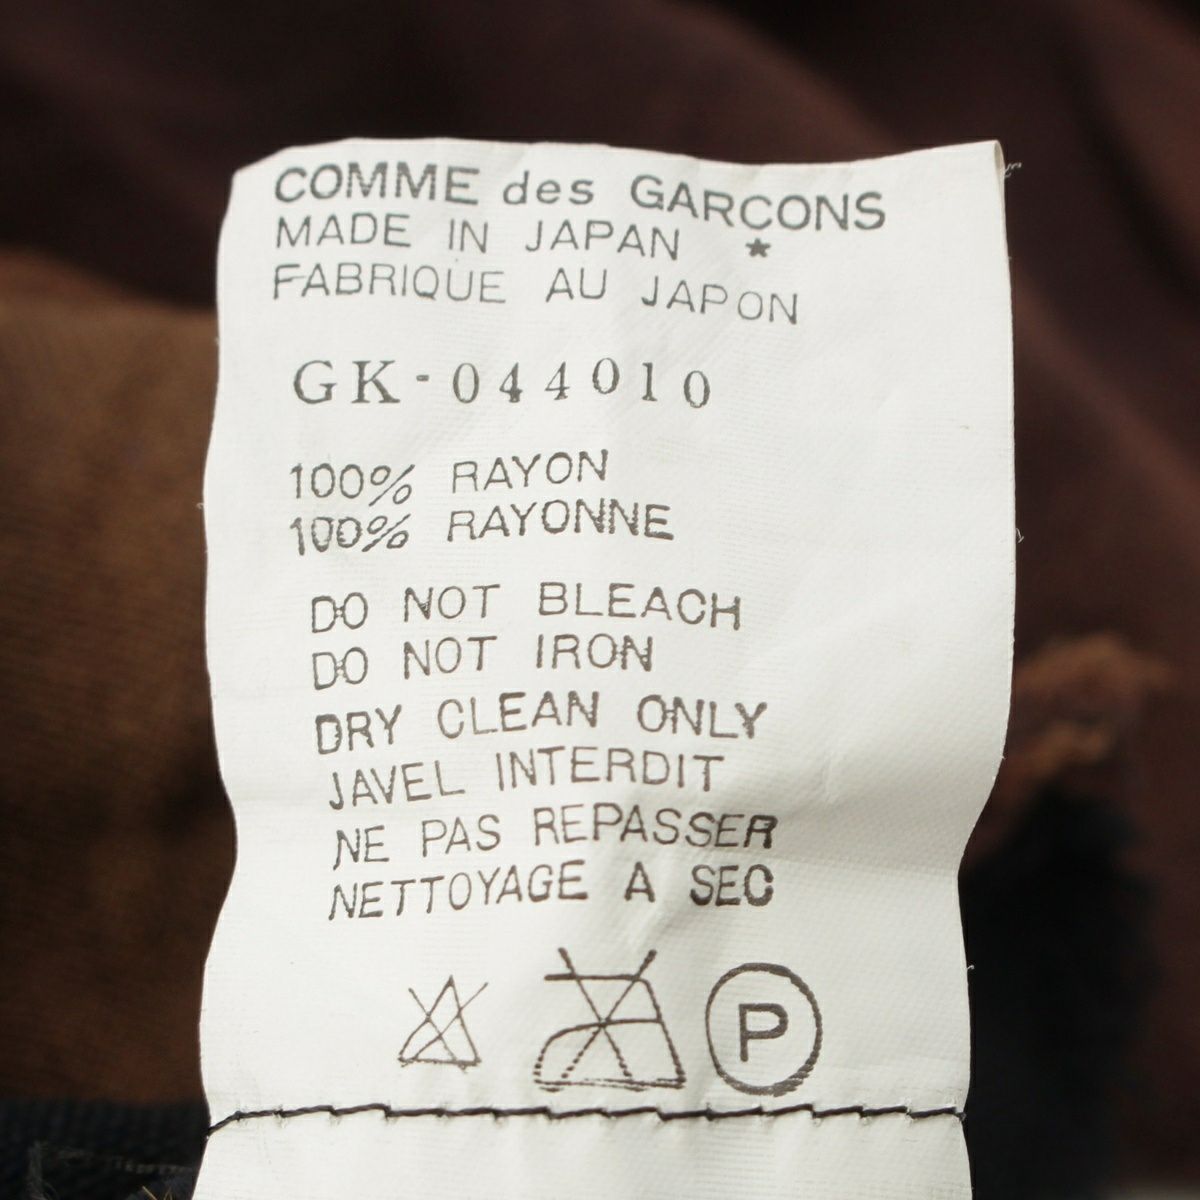 COMME des GARCONS
MADE IN JAPAN *
FABRIQUE AU JAPON
GK-044010
100% RAYON
100% RAYONNE
DO NOT BLEACH
DO NOT IRON
DRY CLEAN ONLY
JAVEL INTERDIT
NE PAS REPASSER
NETTOYAGE A SEC
P